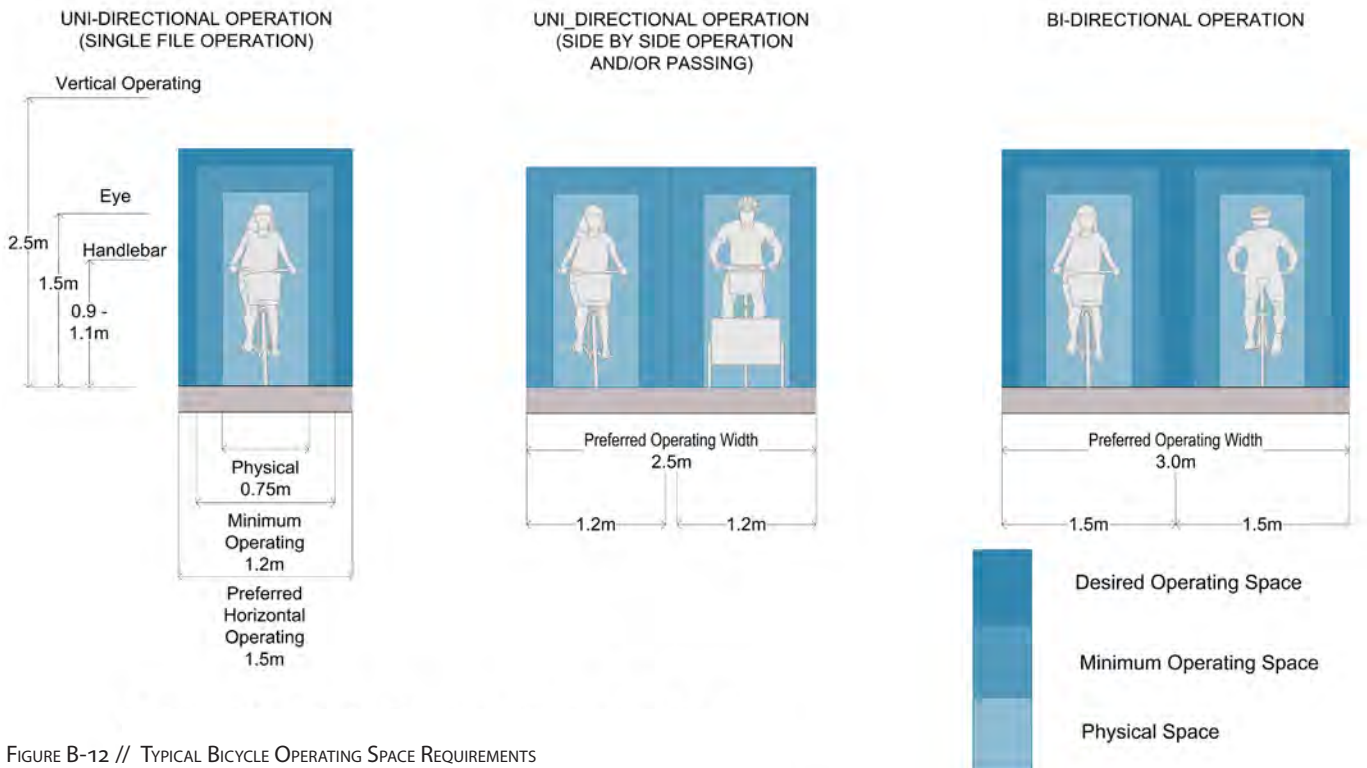 UNI-DIRECTIONAL OPERATION
(SINGLE FILE OPERATION)
Vertical Operating
Eye
Handlebar
2.5m
1.5m
0.9 -
1.1m
Physical
0.75m
Minimum
Operating
1.2m
Preferred
Horizontal
Operating
1.5m
UNI_DIRECTIONAL OPERATION
(SIDE BY SIDE OPERATION
AND/OR PASSING)
Preferred Operating Width
2.5m
1.2m 1.2m
BI-DIRECTIONAL OPERATION
Preferred Operating Width
3.0m
1.5m 1.5m
Desired Operating Space
Minimum Operating Space
Physical Space
FIGURE B-12 // TYPICAL BICYCLE OPERATING SPACE REQUIREMENTS